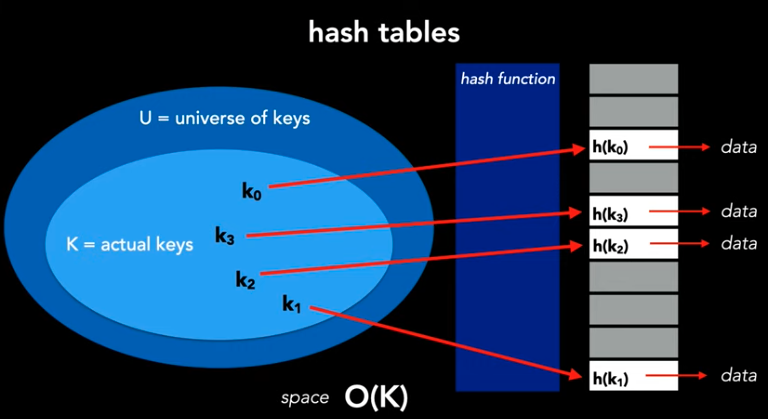 hash tables
hash function
U = universe of keys
k₀
k₃
K = actual keys
k₂
k₁
h(k₀)
data
h(k₃)
data
h(k₂)
data
h(k₁)
data
space O(K)